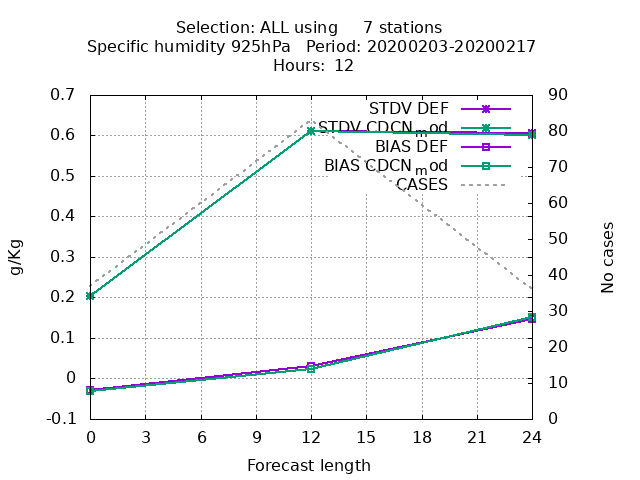 Selection: ALL using     7 stations
Specific humidity 925hPa   Period: 20200203-20200217
Hours:  12
0.7
0.6
0.5
0.4
0.3
0.2
0.1
0
-0.1
g/Kg
STDV DEF
STDV CDCN_mod
BIAS DEF
BIAS CDCN_mod
CASES
90
80
70
60
50
40
30
20
10
0
No cases
0 3 6 9 12 15 18 21 24
Forecast length